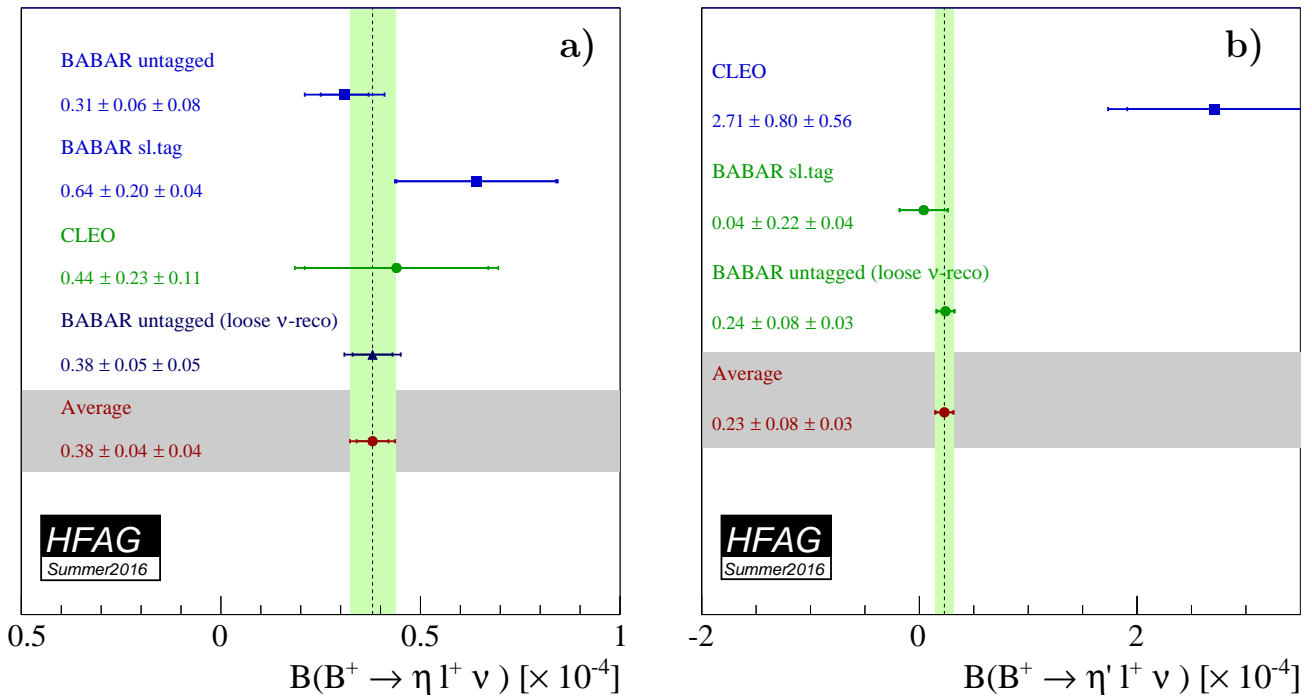 a)
BABAR untagged
0.31 ± 0.06 ± 0.08
BABAR sl.tag
0.64 ± 0.20 ± 0.04
CLEO
0.44 ± 0.23 ± 0.11
BABAR untagged (loose ν-reco)
0.38 ± 0.05 ± 0.05
Average
0.38 ± 0.04 ± 0.04
HFAG
Summer2016
0.5 0 0.5 1
B(B⁺ → η l⁺ ν ) [× 10⁻⁴]
b)
CLEO
2.71 ± 0.80 ± 0.56
BABAR sl.tag
0.04 ± 0.22 ± 0.04
BABAR untagged (loose ν-reco)
0.24 ± 0.08 ± 0.03
Average
0.23 ± 0.08 ± 0.03
HFAG
Summer2016
-2 0 2
B(B⁺ → η' l⁺ ν ) [× 10⁻⁴]